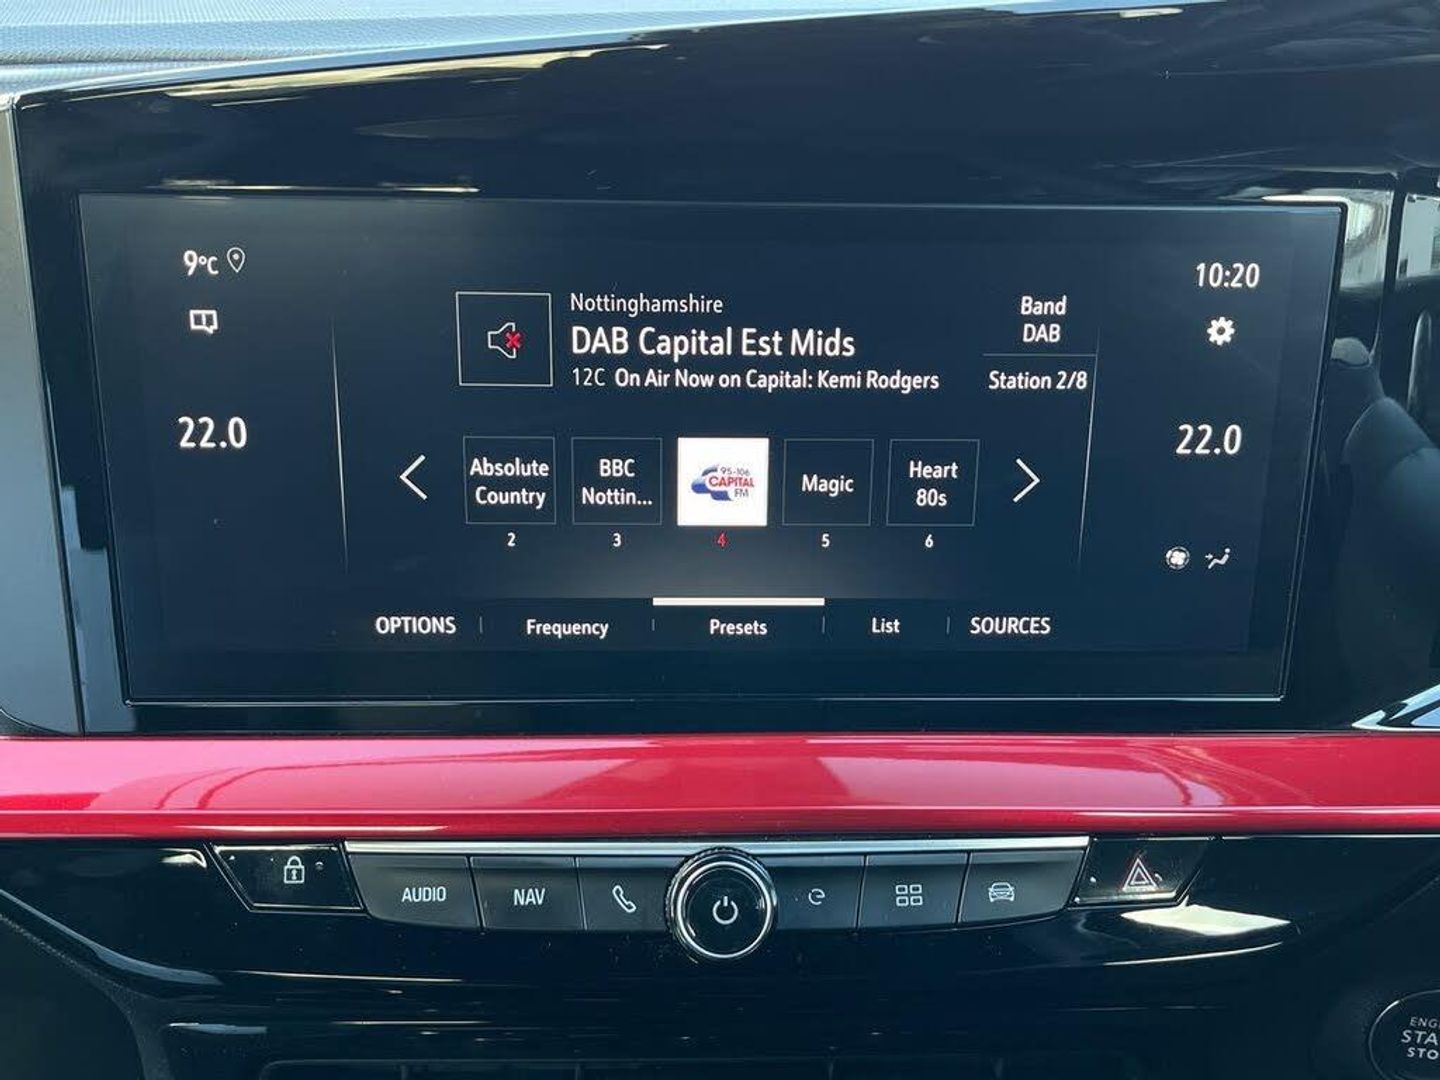 9°C
10:20
Nottinghamshire
DAB Capital Est Mids
12C On Air Now on Capital: Kemi Rodgers
Band
DAB
Station 2/8
22.0
22.0
Absolute
Country
BBC
Nottin...
95-106
CAPITAL
FM
Magic
Heart
80s
2
3
4
5
6
OPTIONS
Frequency
Presets
List
SOURCES
AUDIO
NAV